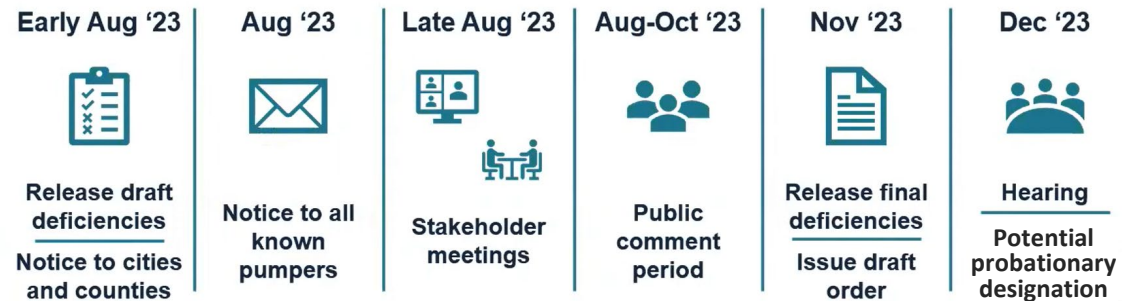 Early Aug ‘23
Release draft
deficiencies
Notice to cities
and counties
Aug ‘23
Notice to all
known
pumpers
Late Aug ‘23
Stakeholder
meetings
Aug-Oct ‘23
Public
comment
period
Nov ‘23
Release final
deficiencies
Issue draft
order
Dec ‘23
Hearing
Potential
probationary
designation